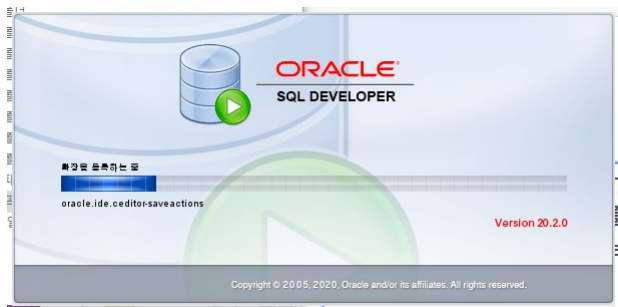 ORACLE
SQL DEVELOPER
확장을 등록하는 중
oracle.ide.ceditor-saveactions
Version 20.2.0
Copyright © 2005, 2020, Oracle and/or its affiliates. All rights reserved.